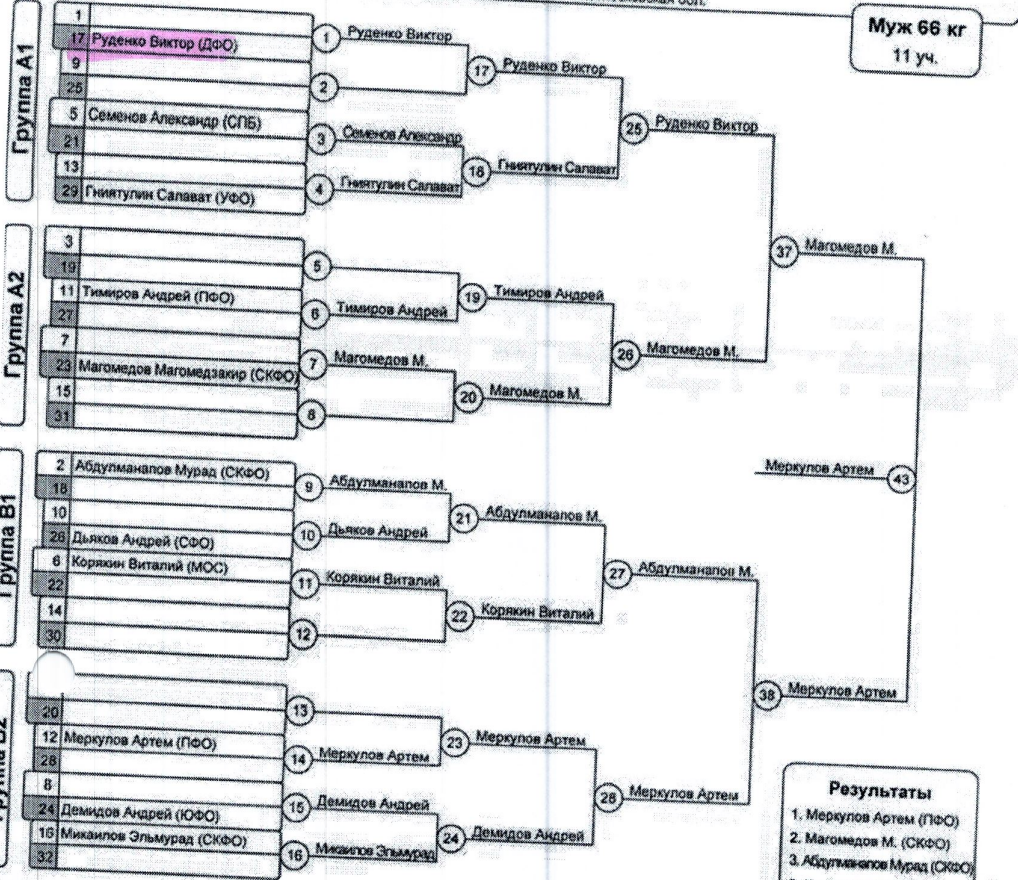 обл.
Муж 66 кг
11 уч.
Группа A1
1
17 Руденко Виктор (ДФО)
9
25
5 Семенов Александр (СПБ)
21
13
29 Гниятулин Салават (УФО)
1 Руденко Виктор
2
3 Семенов Александр
4 Гниятулин Салават
17 Руденко Виктор
18 Гниятулин Салават
25 Руденко Виктор
Группа A2
3
19
11 Тимиров Андрей (ПФО)
27
7
23 Магомедов Магомедзакир (СКФО)
15
31
5
6 Тимиров Андрей
7 Магомедов М.
8
19 Тимиров Андрей
20 Магомедов М.
26 Магомедов М.
37 Магомедов М.
Группа B1
2 Абдулманапов Мурад (СКФО)
18
10
26 Дьяков Андрей (СФО)
6 Корякин Виталий (МОС)
22
14
30
9 Абдулманапов М.
10 Дьяков Андрей
11 Корякин Виталий
12
21 Абдулманапов М.
22 Корякин Виталий
27 Абдулманапов М.
Меркулов Артем 43
20
12 Меркулов Артем (ПФО)
28
8
24 Демидов Андрей (ЮФО)
16 Микаилов Эльмурад (СКФО)
32
13
14 Меркулов Артем
15 Демидов Андрей
16 Микаилов Эльмурад
23 Меркулов Артем
24 Демидов Андрей
28 Меркулов Артем
38 Меркулов Артем
Результаты
1. Меркулов Артем (ПФО)
2. Магомедов М. (СКФО)
3. Абдулманапов Мурад (СКФО)